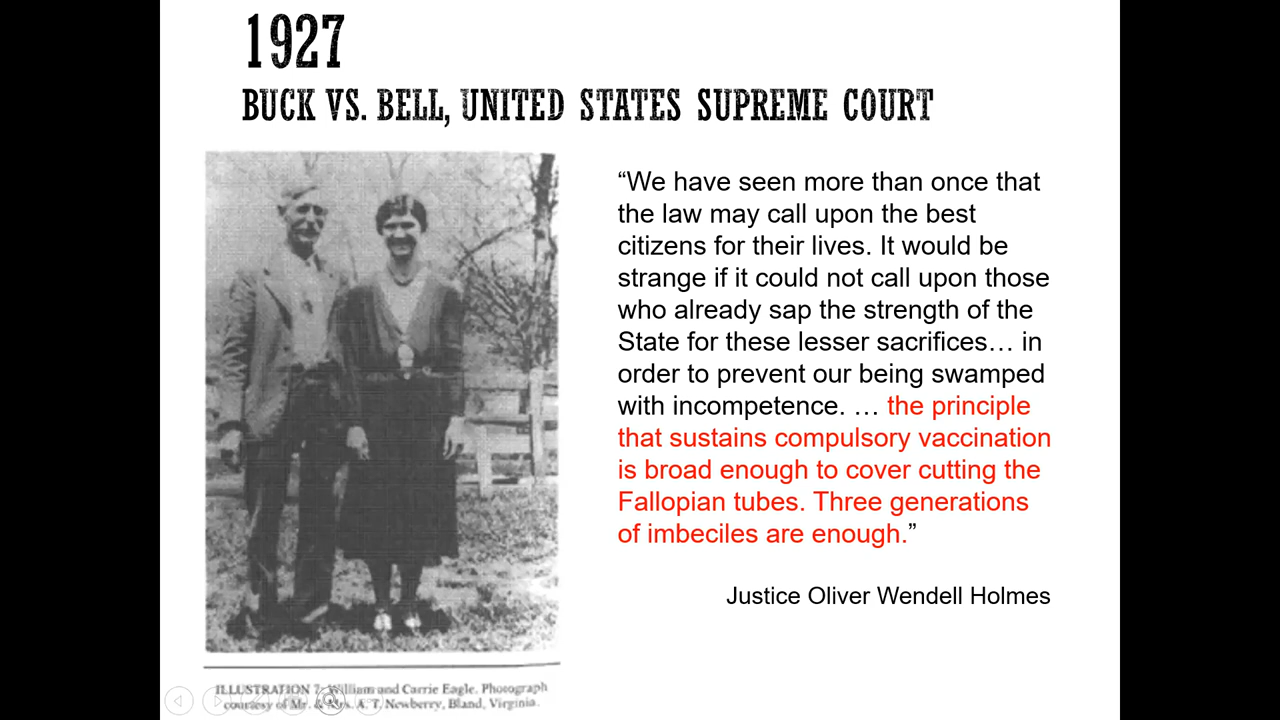 1927
BUCK VS. BELL, UNITED STATES SUPREME COURT
“We have seen more than once that
the law may call upon the best
citizens for their lives. It would be
strange if it could not call upon those
who already sap the strength of the
State for these lesser sacrifices… in
order to prevent our being swamped
with incompetence. … the principle
that sustains compulsory vaccination
is broad enough to cover cutting the
Fallopian tubes. Three generations
of imbeciles are enough.”
Justice Oliver Wendell Holmes
ILLUSTRATION 7. William and Carrie Eagle. Photograph
courtesy of Mr. & Mrs. A. T. Newberry, Bland, Virginia.